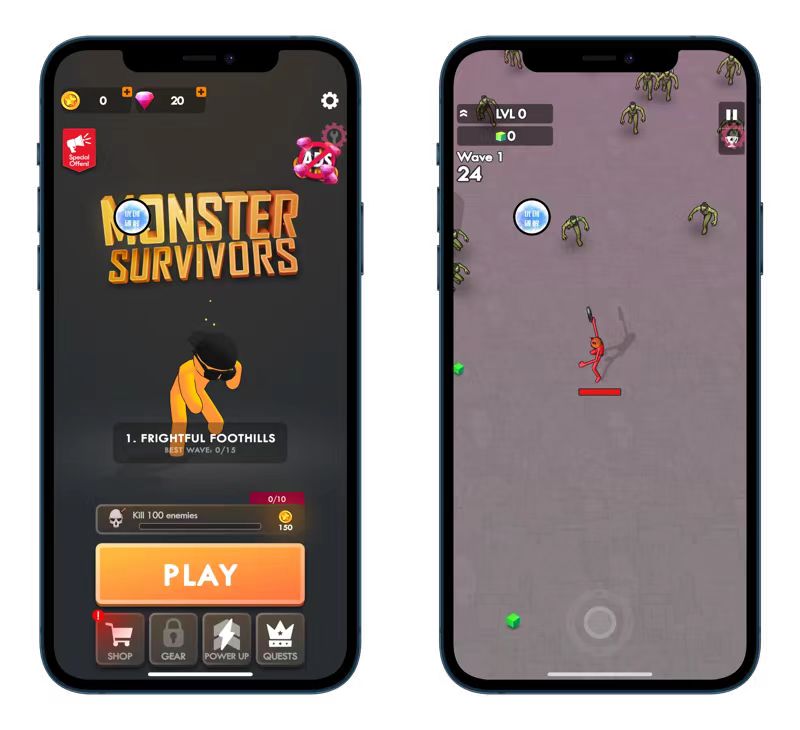 0
20
Special
Offers!
ADS
MONSTER
SURVIVORS
1. FRIGHTFUL FOOTHILLS
BEST WAVE: 0/15
0/10
Kill 100 enemies
150
PLAY
!
SHOP
GEAR
POWER UP
QUESTS
LVL 0
0
Wave 1
24